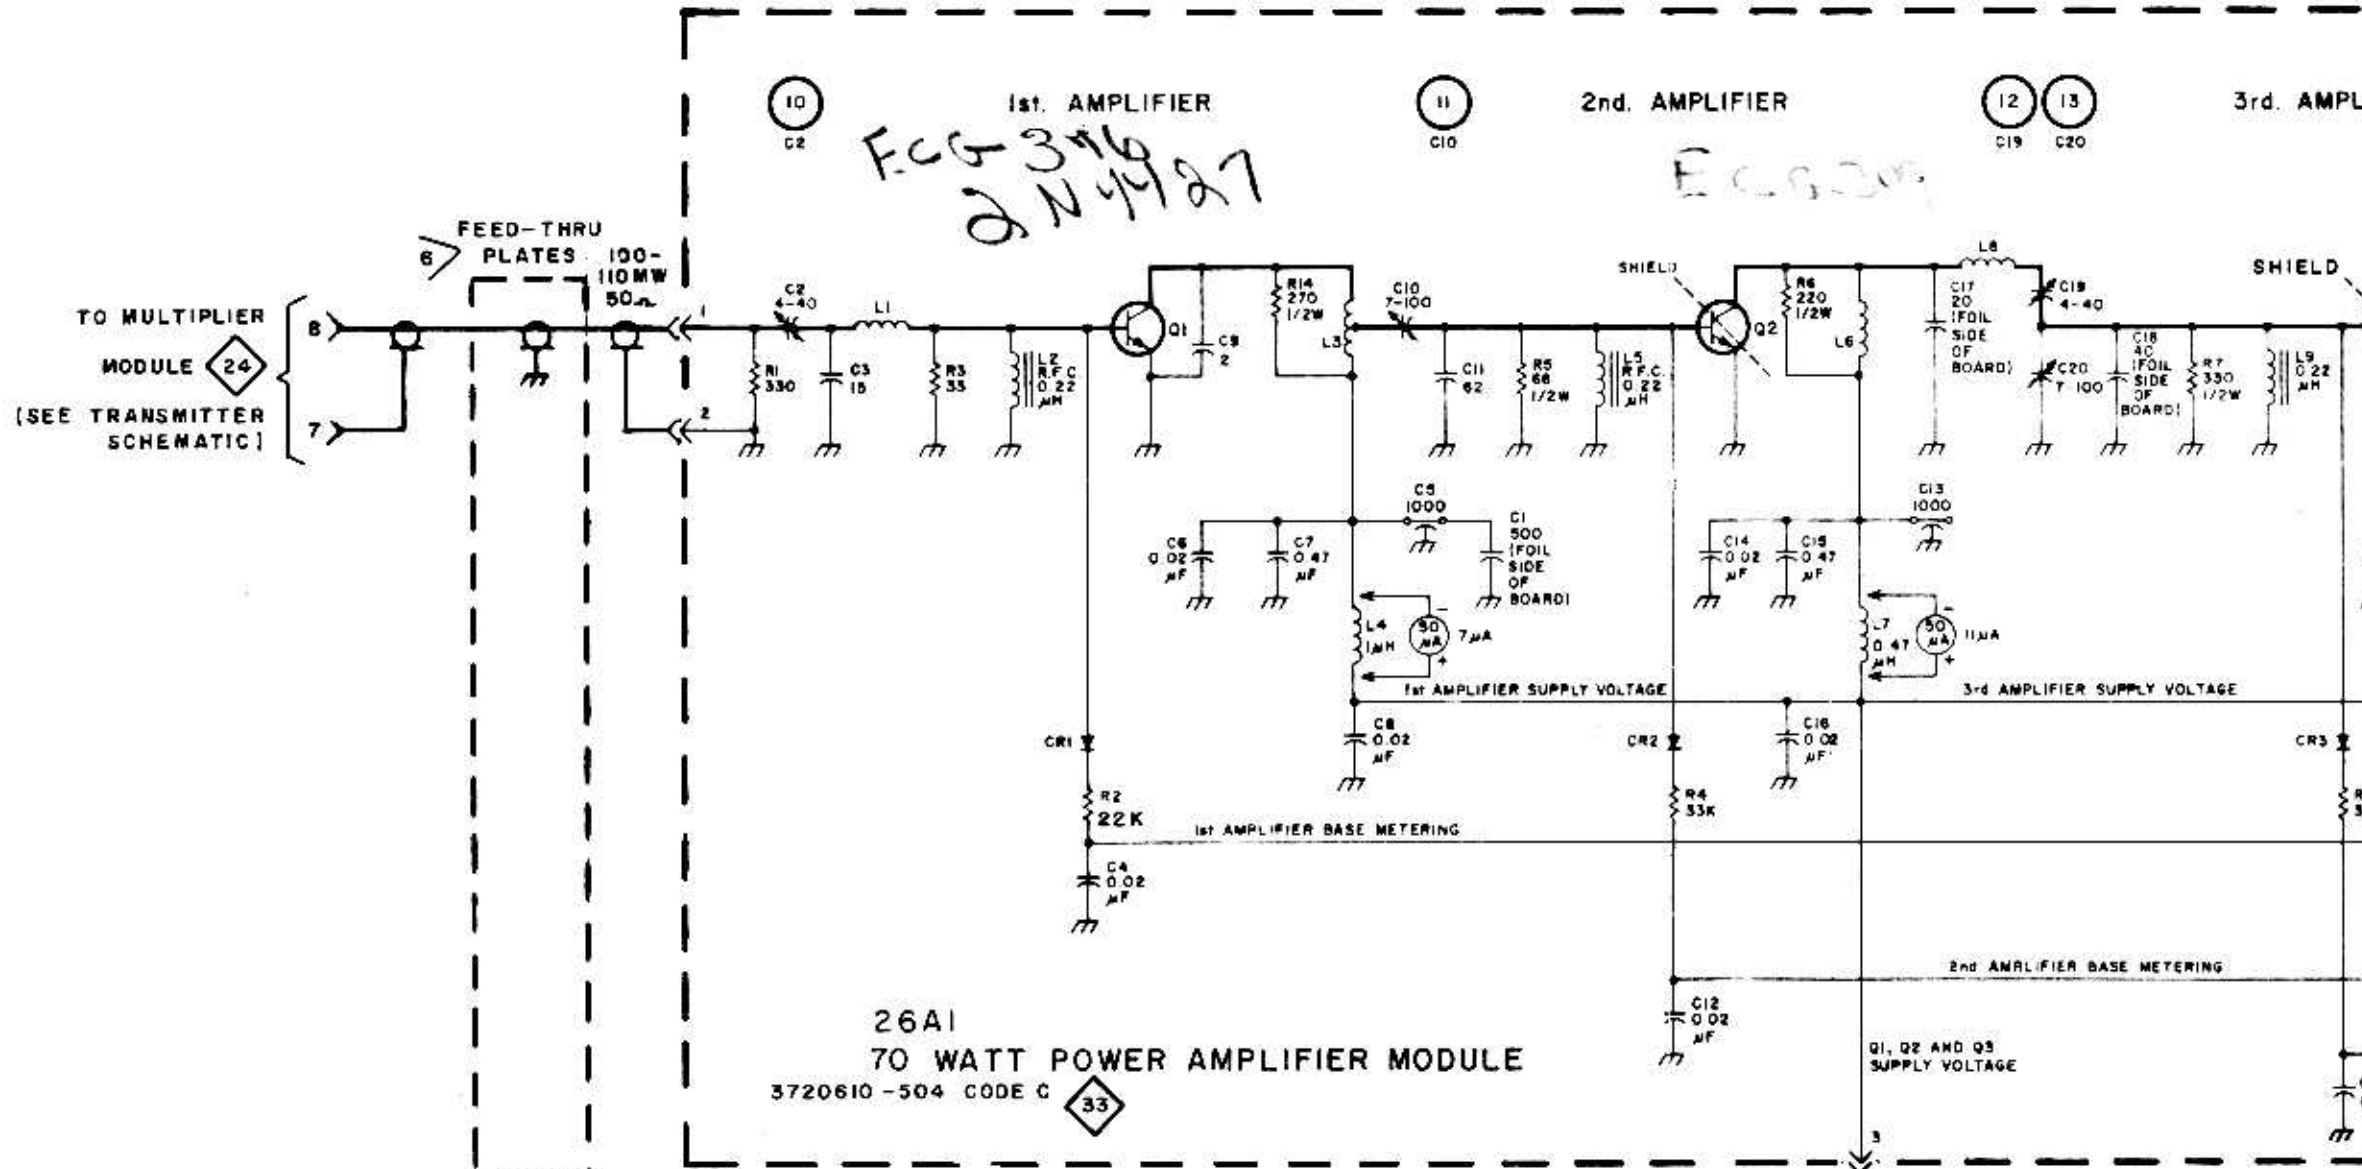 10
C2
1st. AMPLIFIER
11
C10
2nd. AMPLIFIER
12
C19
13
C20
3rd. AMPL
2N4427
6
FEED-THRU
PLATES
100-
110MW
50Ω
TO MULTIPLIER
MODULE 24
(SEE TRANSMITTER
SCHEMATIC)
8
7
1
2
C2
4-40
L1
R1
330
C3
15
R3
33
L2
R.F.C.
0.22
μH
Q1
C9
2
R14
270
1/2W
L3
C10
7-100
C11
62
R5
68
1/2W
L5
R.F.C.
0.22
μH
SHIELD
Q2
R6
220
1/2W
L6
C17
20
(FOIL
SIDE
OF
BOARD)
L8
C19
4-40
C20
7-100
C18
40
(FOIL
SIDE
OF
BOARD)
R7
330
1/2W
L9
0.22
μH
SHIELD
C6
0.02
μF
C7
0.47
μF
C5
1000
C1
500
(FOIL
SIDE
OF
BOARD)
L4
1μH
50
μA
-
+
7μA
C14
0.02
μF
C15
0.47
μF
C13
1000
L7
0.47
μH
50
μA
-
+
11μA
1st AMPLIFIER SUPPLY VOLTAGE
3rd AMPLIFIER SUPPLY VOLTAGE
CR1
C8
0.02
μF
CR2
C16
0.02
μF
CR3
R2
22K
R4
33K
1st AMPLIFIER BASE METERING
C4
0.02
μF
2nd AMPLIFIER BASE METERING
C12
0.02
μF
26A1
70 WATT POWER AMPLIFIER MODULE
3720610-504 CODE C 33
Q1, Q2 AND Q3
SUPPLY VOLTAGE
3